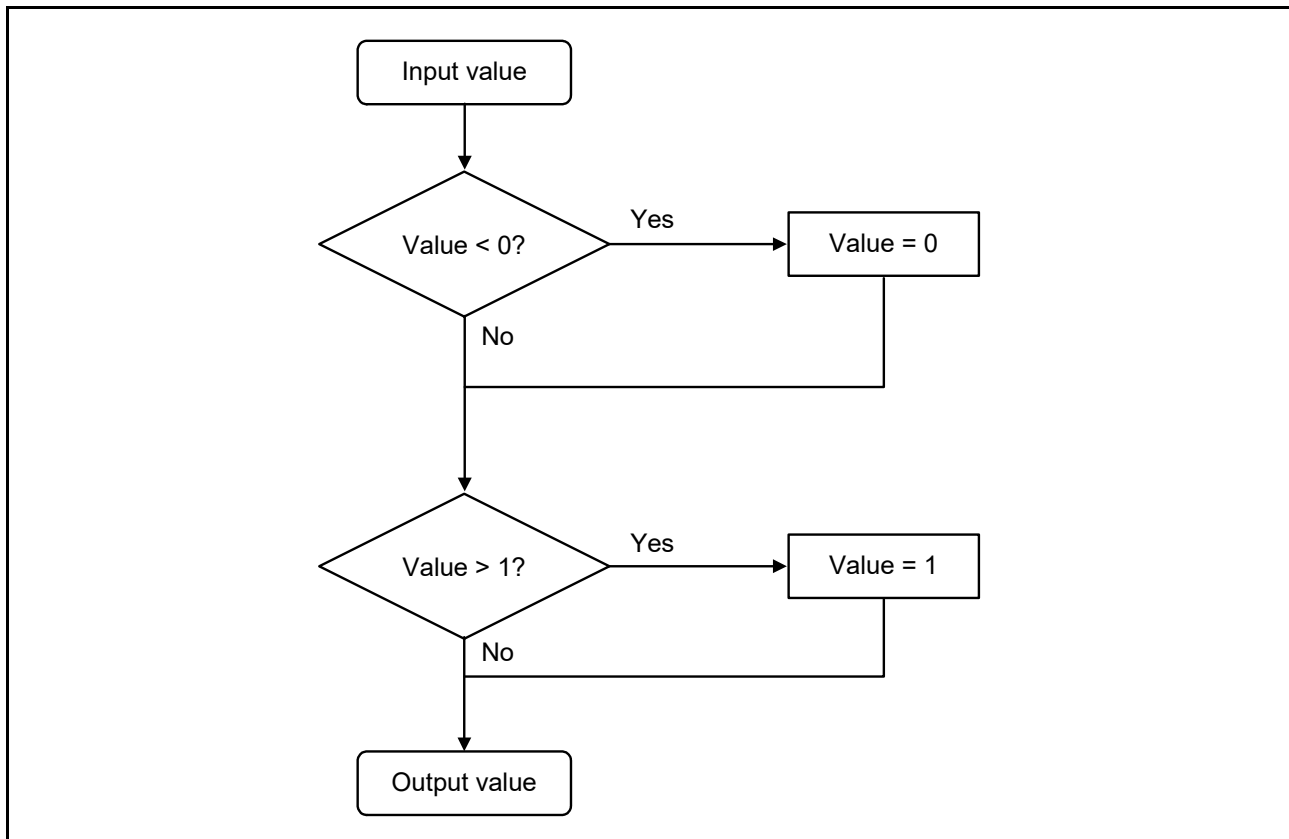 Input value
Value < 0?
Yes
Value = 0
No
Value > 1?
Yes
Value = 1
No
Output value